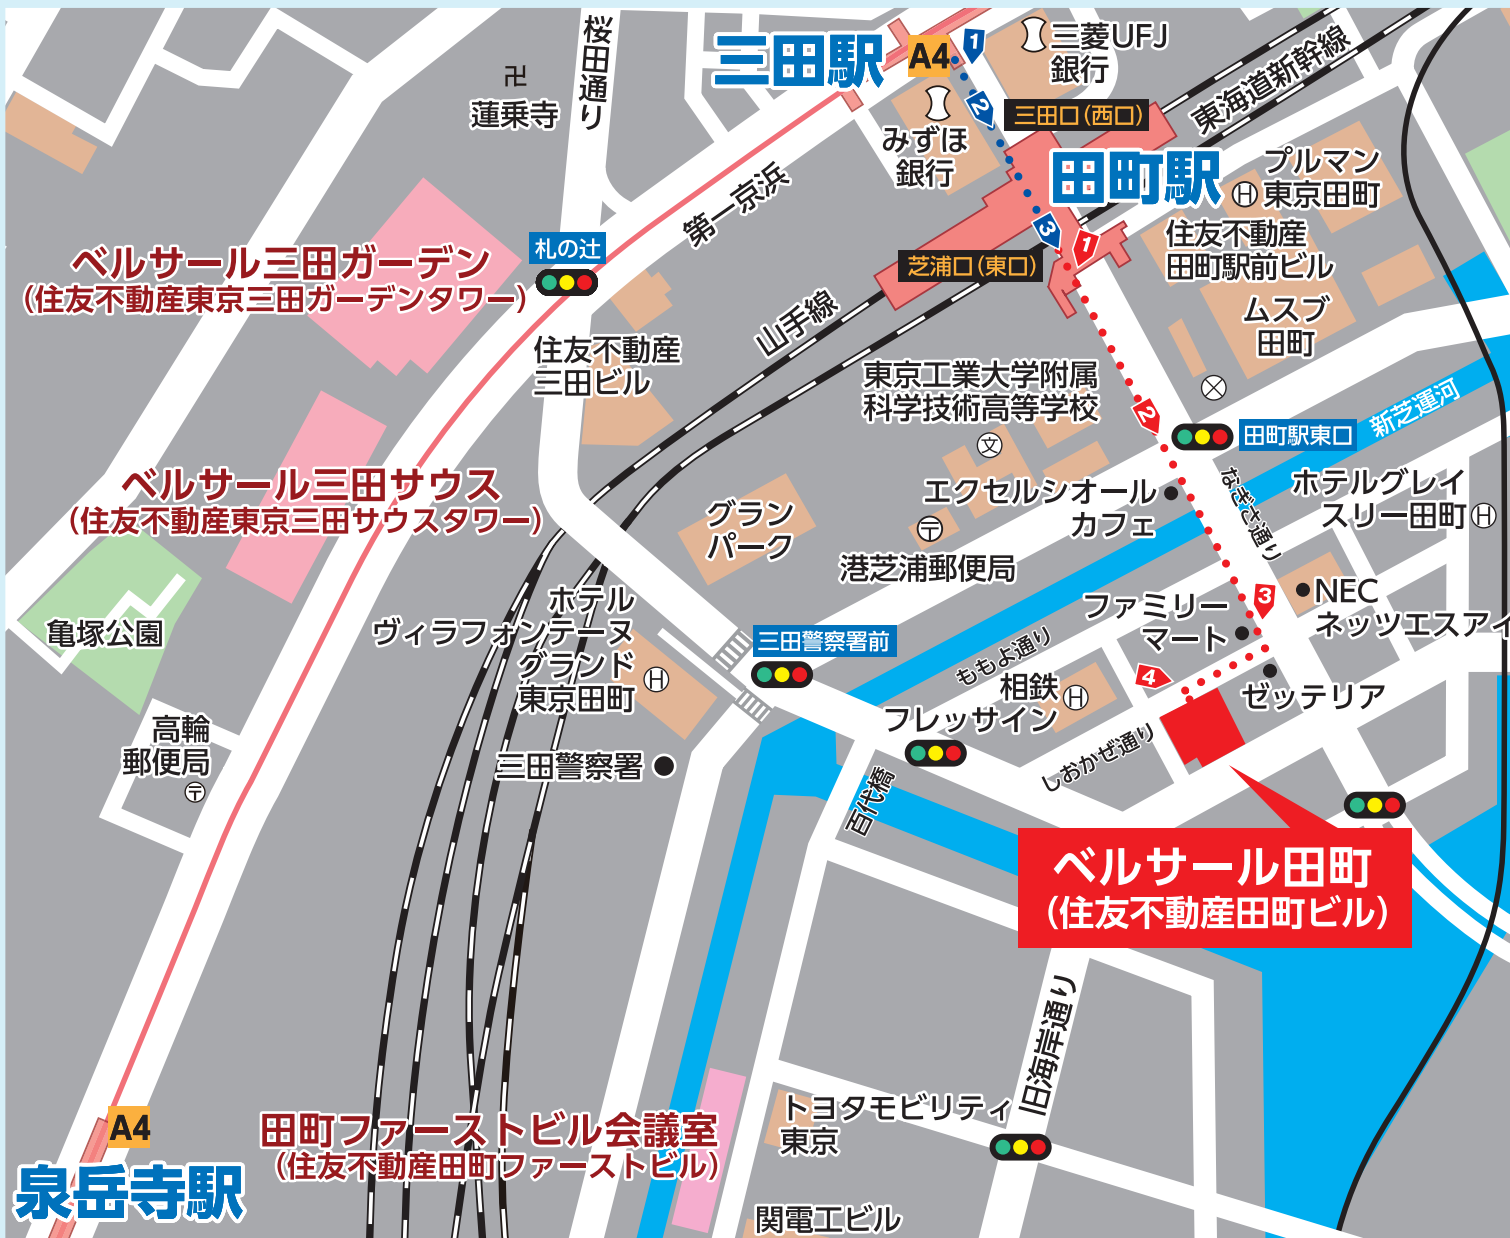 桜田通り
卍
蓮乗寺
三田駅
A4
1
三菱UFJ
銀行
2
三田口(西口)
東海道新幹線
みずほ
銀行
田町駅
プルマン
東京田町
H
第一京浜
3
1
住友不動産
田町駅前ビル
札の辻
芝浦口(東口)
ベルサール三田ガーデン
(住友不動産東京三田ガーデンタワー)
山手線
ムスブ
田町
住友不動産
三田ビル
東京工業大学附属
科学技術高等学校
文
2
新芝運河
田町駅東口
ベルサール三田サウス
(住友不動産東京三田サウスタワー)
なぎさ通り
ホテルグレイ
スリー田町
H
エクセルシオール
カフェ
グラン
パーク
〒
港芝浦郵便局
NEC
ネッツエスアイ
3
ファミリー
マート
ホテル
ヴィラフォンテーヌ
グランド
東京田町
H
亀塚公園
三田警察署前
ももよ通り
相鉄
フレッサイン
H
4
ゼッテリア
高輪
郵便局
〒
三田警察署
しおかぜ通り
百代橋
ベルサール田町
(住友不動産田町ビル)
旧海岸通り
A4
泉岳寺駅
田町ファーストビル会議室
(住友不動産田町ファーストビル)
トヨタモビリティ
東京
関電工ビル